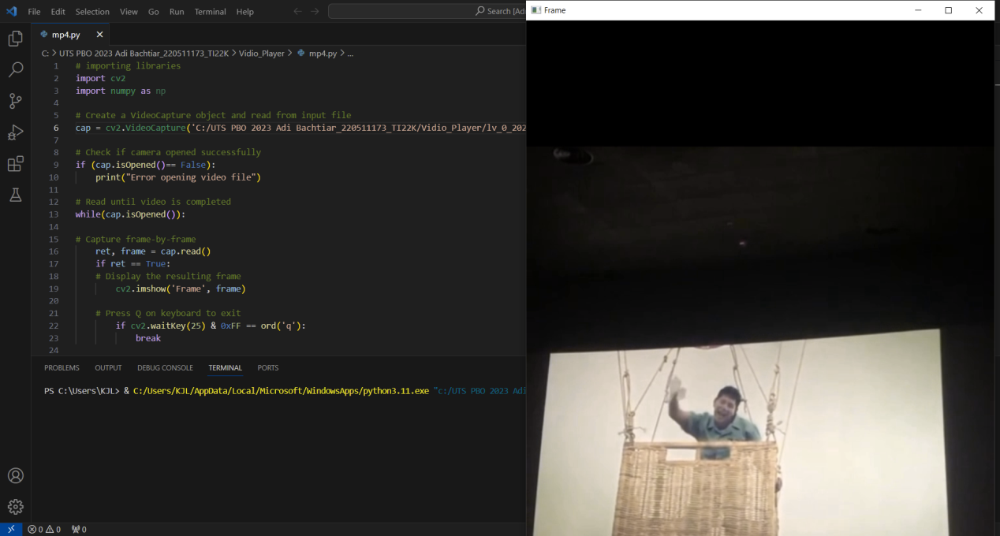 File Edit Selection View Go Run Terminal Help
Search [Ad
Frame
mp4.py
C: > UTS PBO 2023 Adi Bachtiar_220511173_TI22K > Vidio_Player > mp4.py > ...
1 # importing libraries
2 import cv2
3 import numpy as np
4
5 # Create a VideoCapture object and read from input file
6 cap = cv2.VideoCapture('C:/UTS PBO 2023 Adi Bachtiar_220511173_TI22K/Vidio_Player/lv_0_202
7
8 # Check if camera opened successfully
9 if (cap.isOpened()== False):
10 print("Error opening video file")
11
12 # Read until video is completed
13 while(cap.isOpened()):
14
15 # Capture frame-by-frame
16 ret, frame = cap.read()
17 if ret == True:
18 # Display the resulting frame
19 cv2.imshow('Frame', frame)
20
21 # Press Q on keyboard to exit
22 if cv2.waitKey(25) & 0xFF == ord('q'):
23 break
24
PROBLEMS OUTPUT DEBUG CONSOLE TERMINAL PORTS
PS C:\Users\KJL> & C:/Users/KJL/AppData/Local/Microsoft/WindowsApps/python3.11.exe "c:/UTS PBO 2023 Adi
0 0 0